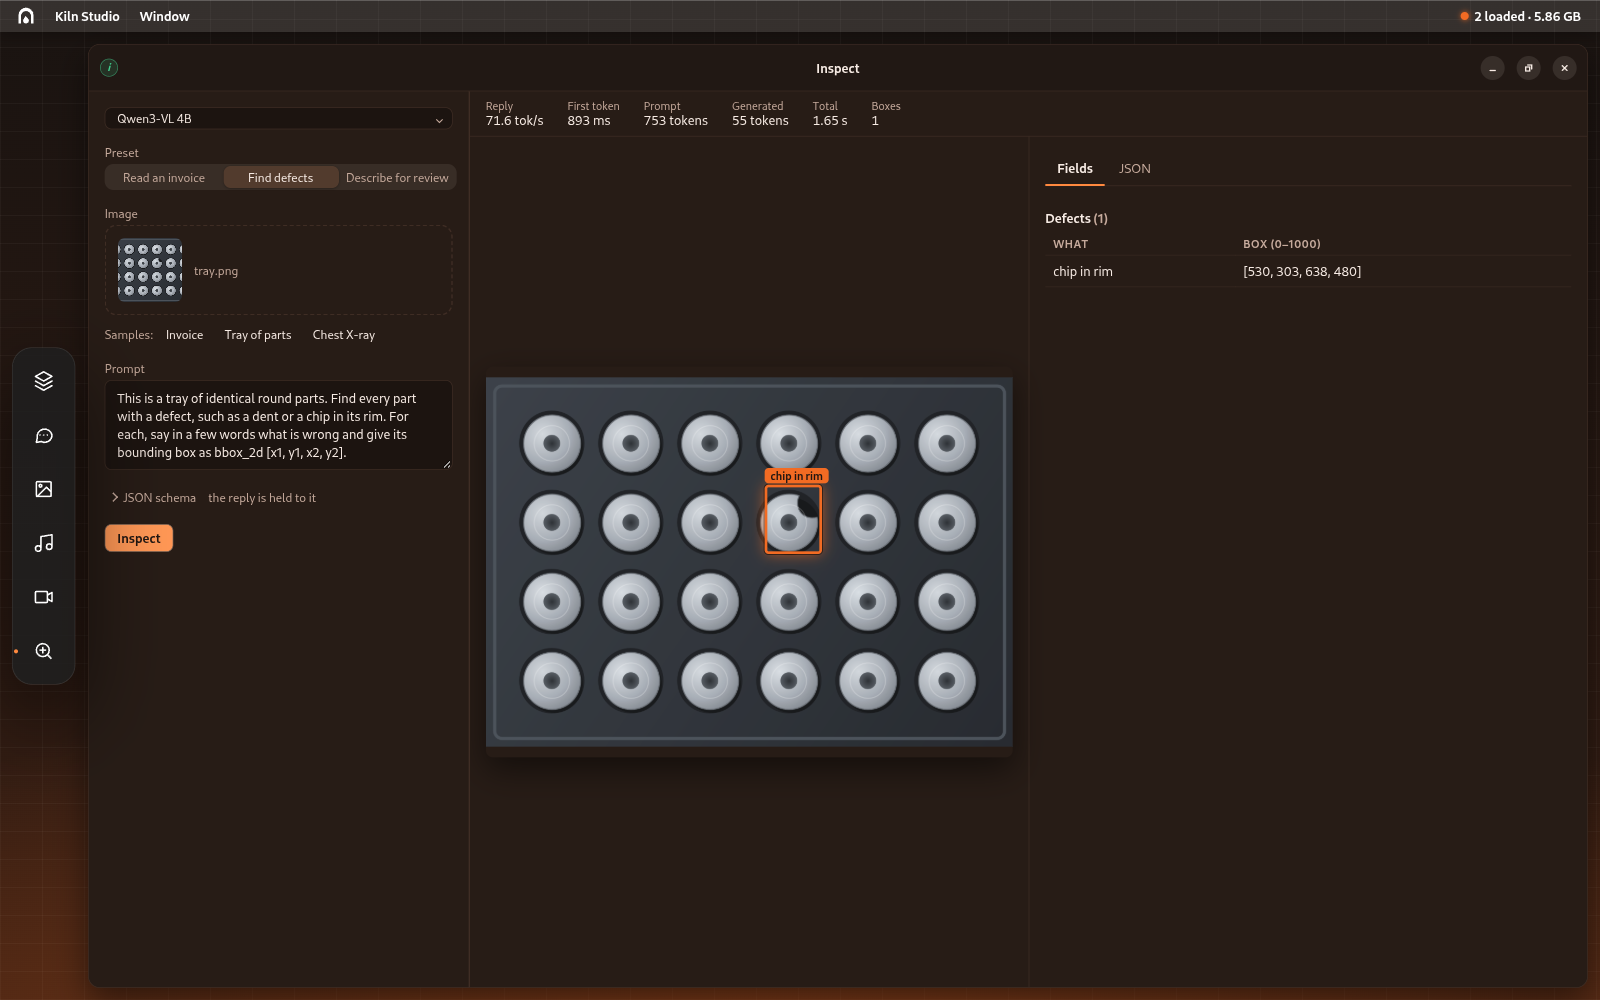 Kiln Studio Window
2 loaded · 5.86 GB
Inspect
Qwen3-VL 4B
Preset
Read an invoice Find defects Describe for review
Image
tray.png
Samples: Invoice Tray of parts Chest X-ray
Prompt
This is a tray of identical round parts. Find every part
with a defect, such as a dent or a chip in its rim. For
each, say in a few words what is wrong and give its
bounding box as bbox_2d [x1, y1, x2, y2].
JSON schema the reply is held to it
Inspect
Reply First token Prompt Generated Total Boxes
71.6 tok/s 893 ms 753 tokens 55 tokens 1.65 s 1
chip in rim
Fields JSON
Defects (1)
WHAT BOX (0–1000)
chip in rim [530, 303, 638, 480]